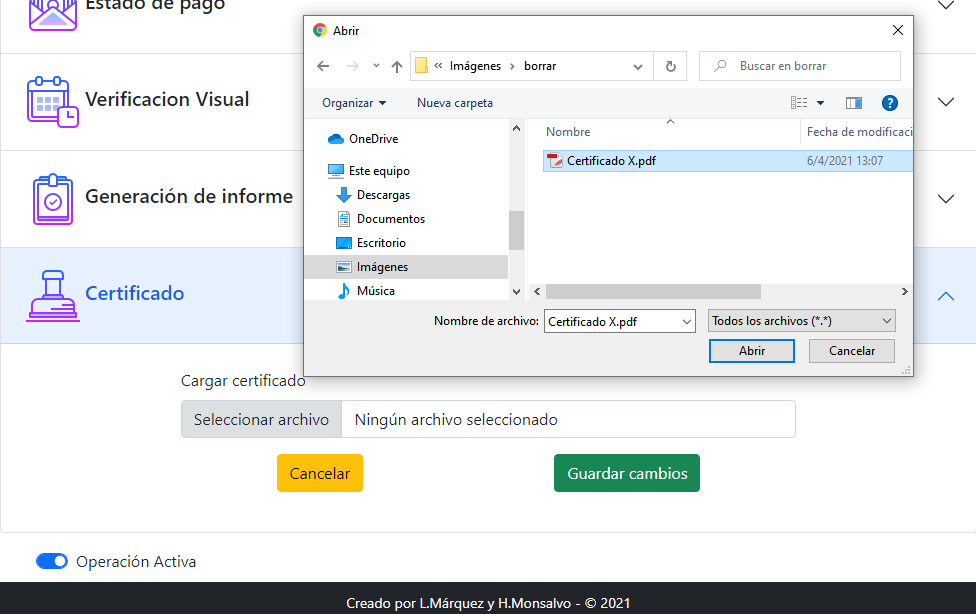 Estado de pago
Verificacion Visual
Generación de informe
Certificado
Abrir
« Imágenes › borrar
Buscar en borrar
Organizar
Nueva carpeta
?
OneDrive
Este equipo
Descargas
Documentos
Escritorio
Imágenes
Música
Nombre
Fecha de modificaci
Certificado X.pdf
6/4/2021 13:07
Nombre de archivo:
Certificado X.pdf
Todos los archivos (*.*)
Abrir
Cancelar
Cargar certificado
Seleccionar archivo
Ningún archivo seleccionado
Cancelar
Guardar cambios
Operación Activa
Creado por L.Márquez y H.Monsalvo - © 2021